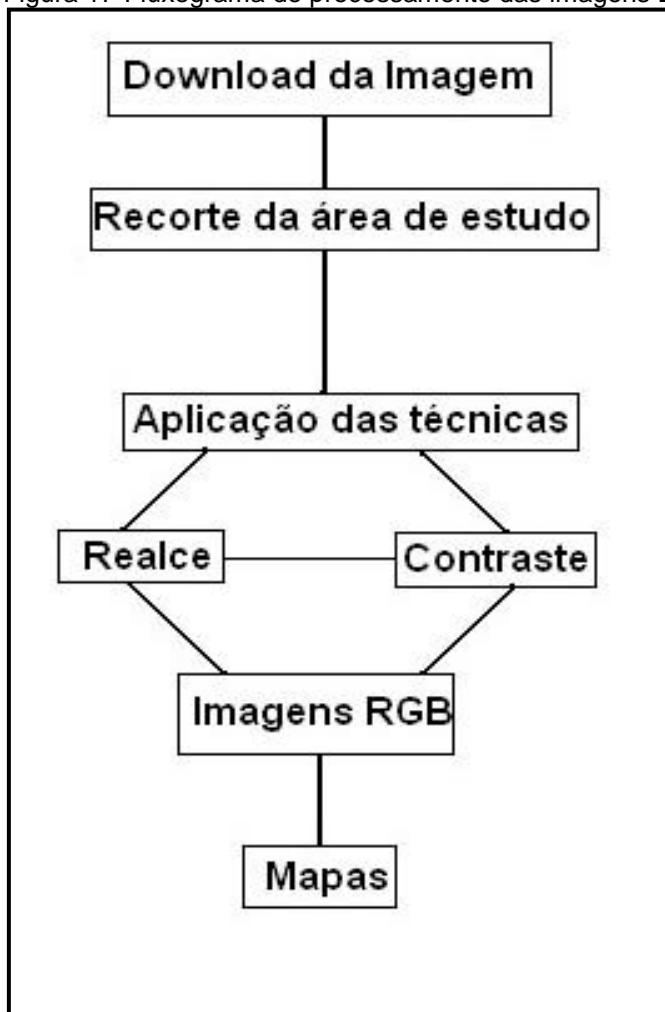 Download da Imagem
Recorte da área de estudo
Aplicação das técnicas
Realce
Contraste
Imagens RGB
Mapas